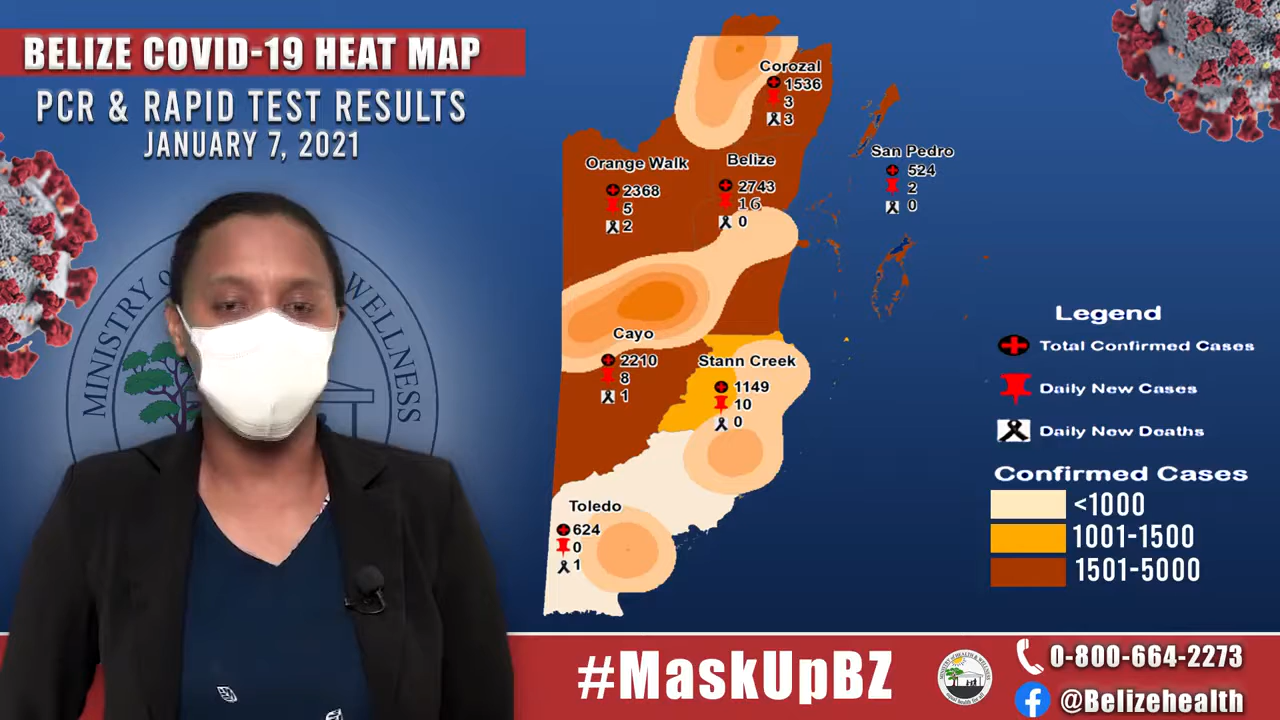 BELIZE COVID-19 HEAT MAP
PCR & RAPID TEST RESULTS
JANUARY 7, 2021
MINISTRY OF
WELLNESS
Corozal
1536
3
3
San Pedro
524
2
0
Orange Walk
2368
5
2
Belize
2743
16
0
Cayo
2210
8
1
Stann Creek
1149
10
0
Toledo
624
0
1
Legend
Total Confirmed Cases
Daily New Cases
Daily New Deaths
Confirmed Cases
<1000
1001-1500
1501-5000
#MaskUpBZ
0-800-664-2273
@Belizehealth